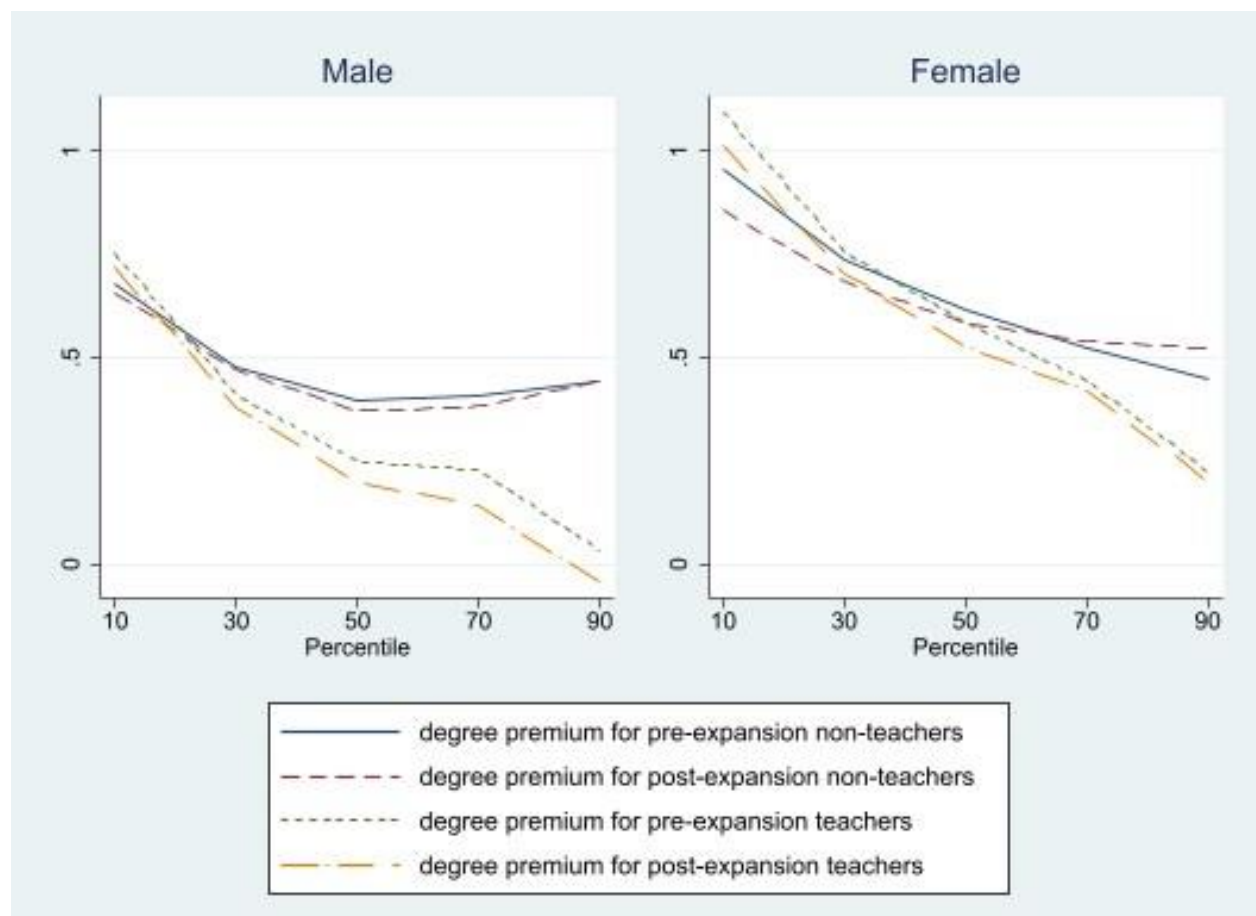 Male
1
.5
0
10 30 50 70 90
Percentile
Female
1
.5
0
10 30 50 70 90
Percentile
degree premium for pre-expansion non-teachers
degree premium for post-expansion non-teachers
degree premium for pre-expansion teachers
degree premium for post-expansion teachers